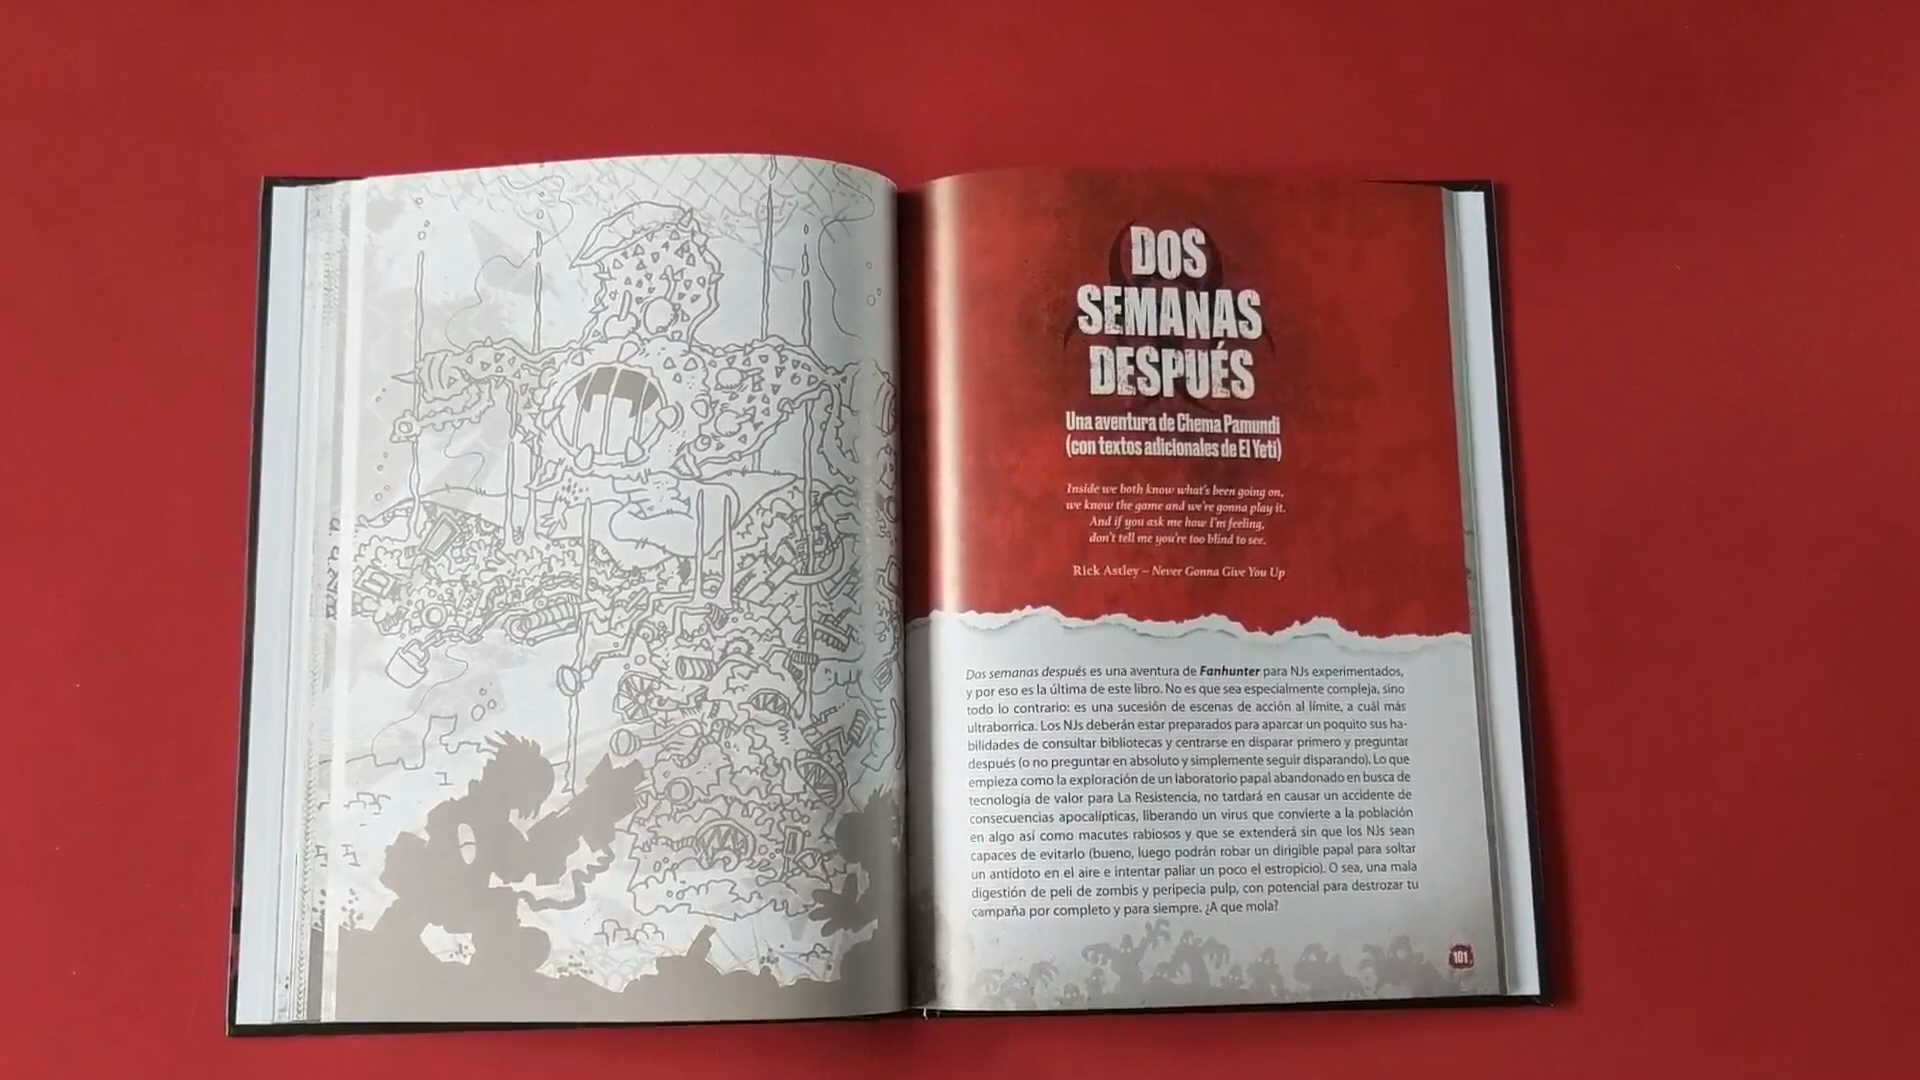 DOS
SEMANAS
DESPUÉS
Una aventura de Chema Pamundi
(con textos adicionales de El Yeti)
Inside we both know what's been going on,
we know the game and we're gonna play it.
And if you ask me how I'm feeling,
don't tell me you're too blind to see.
Rick Astley – Never Gonna Give You Up
Dos semanas después es una aventura de Fanhunter para NJs experimentados,
y por eso es la última de este libro. No es que sea especialmente compleja, sino
todo lo contrario: es una sucesión de escenas de acción al límite, a cuál más
ultraborrica. Los NJs deberán estar preparados para aparcar un poquito sus ha-
bilidades de consultar bibliotecas y centrarse en disparar primero y preguntar
después (o no preguntar en absoluto y simplemente seguir disparando). Lo que
empieza como la exploración de un laboratorio papal abandonado en busca de
tecnología de valor para La Resistencia, no tardará en causar un accidente de
consecuencias apocalípticas, liberando un virus que convierte a la población
en algo así como macutes rabiosos y que se extenderá sin que los NJs sean
capaces de evitarlo (bueno, luego podrán robar un dirigible papal para soltar
un antídoto en el aire e intentar paliar un poco el estropicio). O sea, una mala
digestión de peli de zombis y peripecia pulp, con potencial para destrozar tu
campaña por completo y para siempre. ¿A que mola?
101